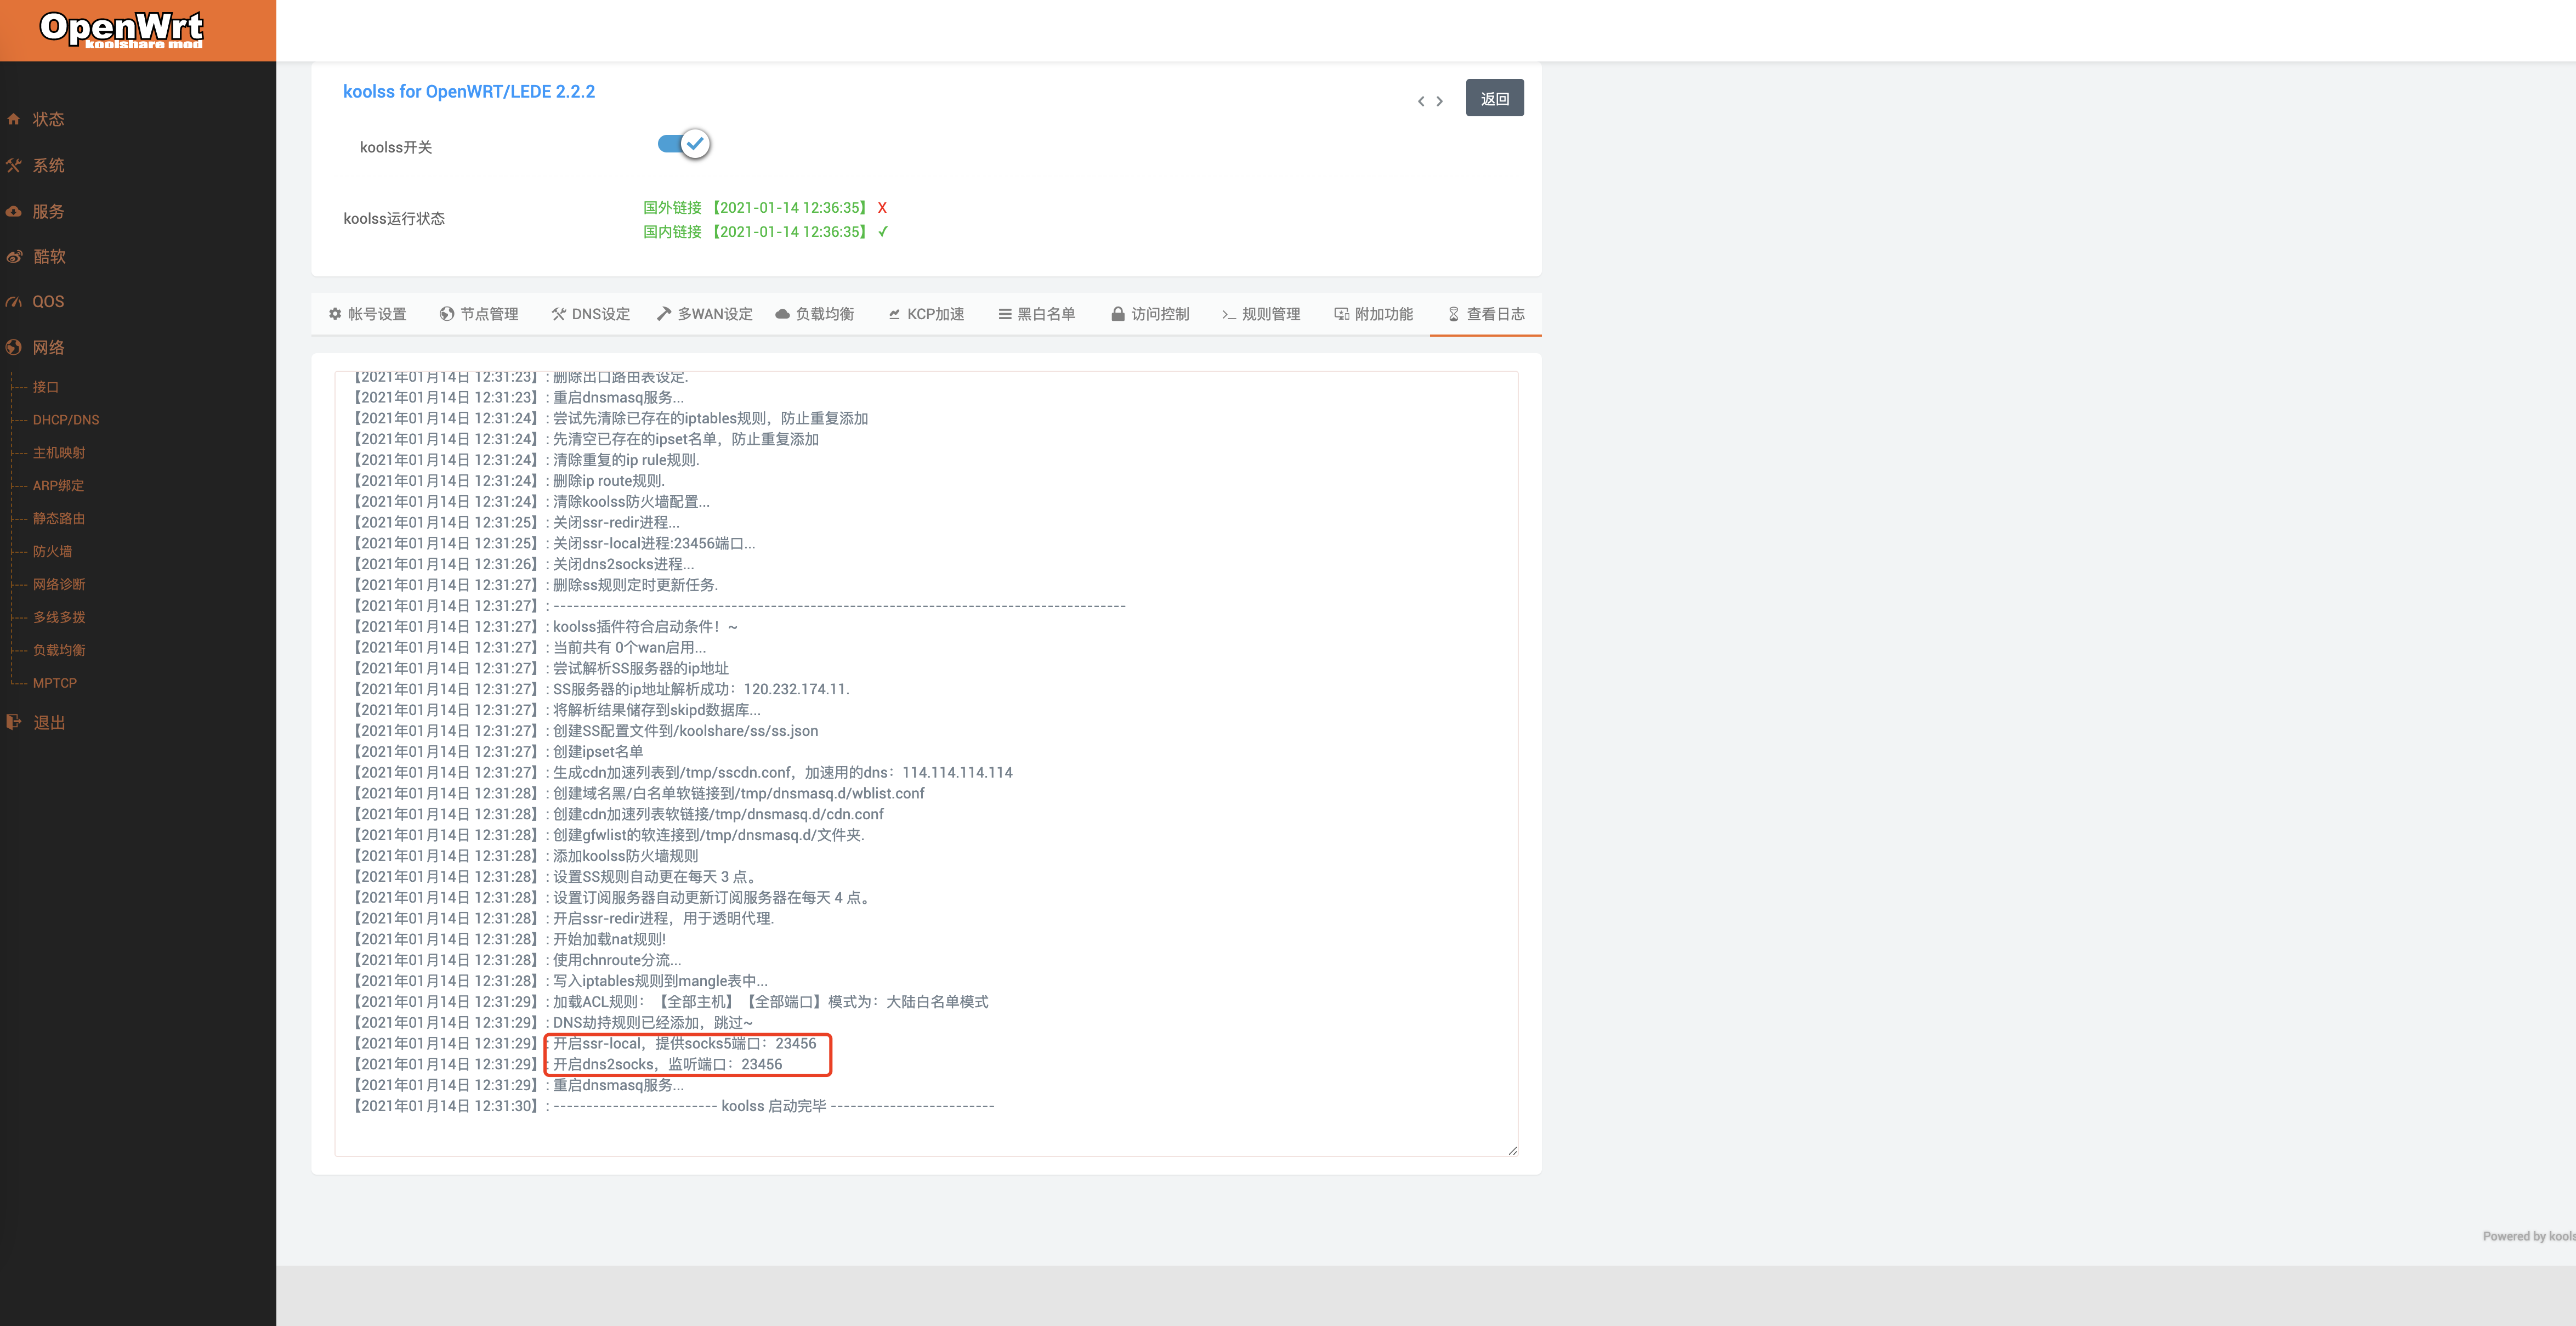 OpenWrt
koolshare mod
状态
系统
服务
酷软
QOS
网络
接口
DHCP/DNS
主机映射
ARP绑定
静态路由
防火墙
网络诊断
多线多拨
负载均衡
MPTCP
退出
koolss for OpenWRT/LEDE 2.2.2
返回
koolss开关
koolss运行状态
国外链接 【2021-01-14 12:36:35】 X
国内链接 【2021-01-14 12:36:35】 ✓
帐号设置 节点管理 DNS设定 多WAN设定 负载均衡 KCP加速 黑白名单 访问控制 规则管理 附加功能 查看日志
【2021年01月14日 12:31:23】: 删除出口路由表设定.
【2021年01月14日 12:31:23】: 重启dnsmasq服务...
【2021年01月14日 12:31:24】: 尝试先清除已存在的iptables规则，防止重复添加
【2021年01月14日 12:31:24】: 先清空已存在的ipset名单，防止重复添加
【2021年01月14日 12:31:24】: 清除重复的ip rule规则.
【2021年01月14日 12:31:24】: 删除ip route规则.
【2021年01月14日 12:31:24】: 清除koolss防火墙配置...
【2021年01月14日 12:31:25】: 关闭ssr-redir进程...
【2021年01月14日 12:31:25】: 关闭ssr-local进程:23456端口...
【2021年01月14日 12:31:26】: 关闭dns2socks进程...
【2021年01月14日 12:31:27】: 删除ss规则定时更新任务.
【2021年01月14日 12:31:27】: ---------------------------------------------------------------------------------------
【2021年01月14日 12:31:27】: koolss插件符合启动条件！~
【2021年01月14日 12:31:27】: 当前共有 0个wan启用...
【2021年01月14日 12:31:27】: 尝试解析SS服务器的ip地址
【2021年01月14日 12:31:27】: SS服务器的ip地址解析成功：120.232.174.11.
【2021年01月14日 12:31:27】: 将解析结果储存到skipd数据库...
【2021年01月14日 12:31:27】: 创建SS配置文件到/koolshare/ss/ss.json
【2021年01月14日 12:31:27】: 创建ipset名单
【2021年01月14日 12:31:27】: 生成cdn加速列表到/tmp/sscdn.conf，加速用的dns：114.114.114.114
【2021年01月14日 12:31:28】: 创建域名黑/白名单软链接到/tmp/dnsmasq.d/wblist.conf
【2021年01月14日 12:31:28】: 创建cdn加速列表软链接/tmp/dnsmasq.d/cdn.conf
【2021年01月14日 12:31:28】: 创建gfwlist的软连接到/tmp/dnsmasq.d/文件夹.
【2021年01月14日 12:31:28】: 添加koolss防火墙规则
【2021年01月14日 12:31:28】: 设置SS规则自动更在每天 3 点。
【2021年01月14日 12:31:28】: 设置订阅服务器自动更新订阅服务器在每天 4 点。
【2021年01月14日 12:31:28】: 开启ssr-redir进程，用于透明代理.
【2021年01月14日 12:31:28】: 开始加载nat规则!
【2021年01月14日 12:31:28】: 使用chnroute分流...
【2021年01月14日 12:31:28】: 写入iptables规则到mangle表中...
【2021年01月14日 12:31:29】: 加载ACL规则：【全部主机】【全部端口】模式为：大陆白名单模式
【2021年01月14日 12:31:29】: DNS劫持规则已经添加，跳过~
【2021年01月14日 12:31:29】: 开启ssr-local，提供socks5端口：23456
【2021年01月14日 12:31:29】: 开启dns2socks，监听端口：23456
【2021年01月14日 12:31:29】: 重启dnsmasq服务...
【2021年01月14日 12:31:30】: ------------------------- koolss 启动完毕 -------------------------
Powered by kools